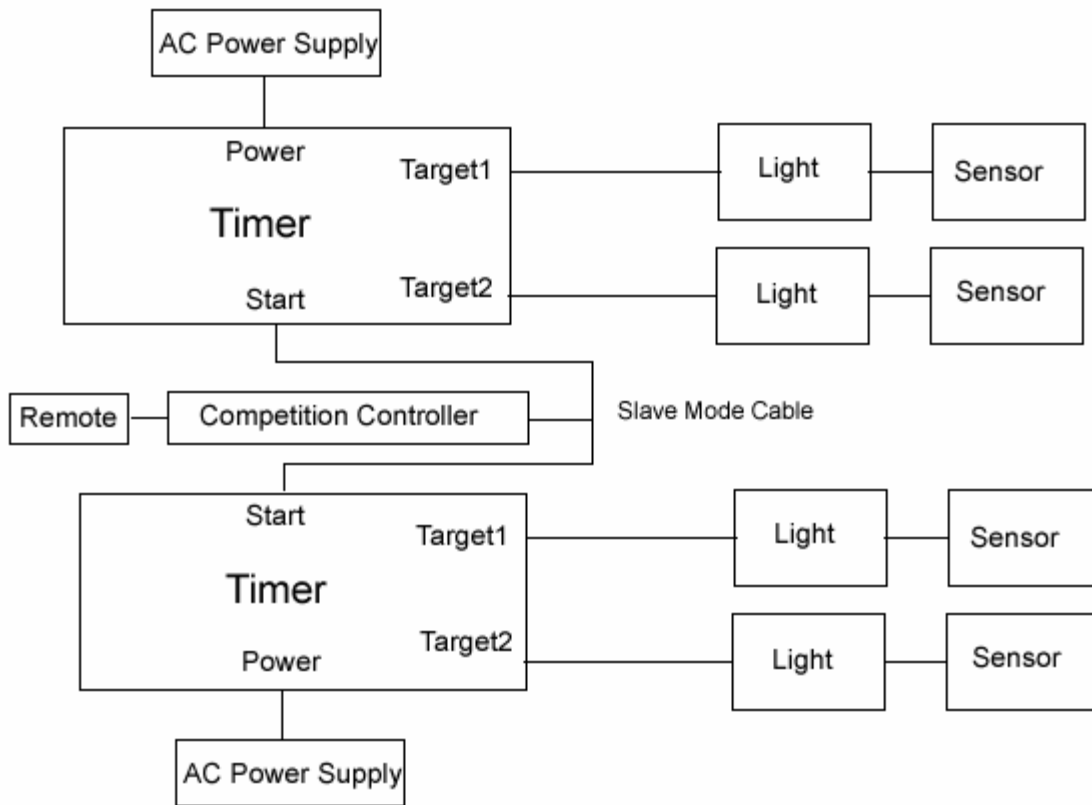 AC Power Supply
Power
Target1
Light
Sensor
Timer
Start
Target2
Light
Sensor
Remote
Competition Controller
Slave Mode Cable
Start
Target1
Light
Sensor
Timer
Target2
Light
Sensor
Power
AC Power Supply